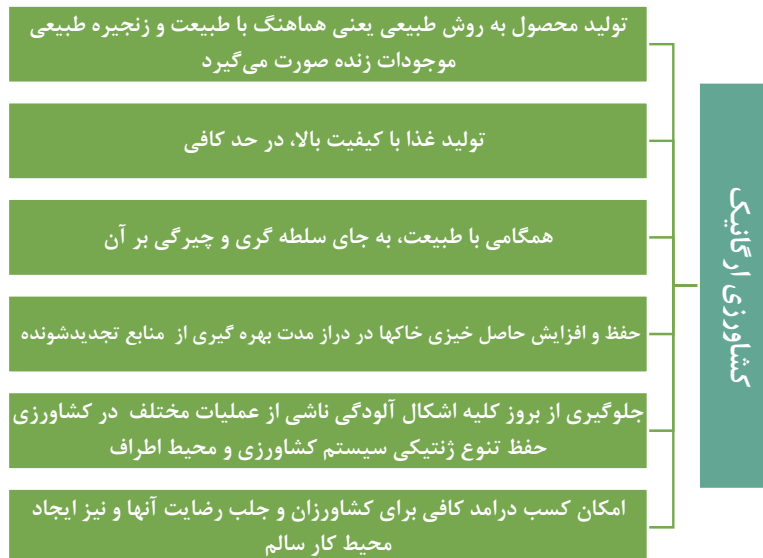 کشاورزی ارگانیک
تولید محصول به روش طبیعی یعنی هماهنگ با طبیعت و زنجیره طبیعی
موجودات زنده صورت می‌گیرد
تولید غذا با کیفیت بالا، در حد کافی
همگامی با طبیعت، به جای سلطه گری و چیرگی بر آن
حفظ و افزایش حاصل خیزی خاکها در دراز مدت بهره گیری از منابع تجدیدشونده
جلوگیری از بروز کلیه اشکال آلودگی ناشی از عملیات مختلف در کشاورزی
حفظ تنوع ژنتیکی سیستم کشاورزی و محیط اطراف
امکان کسب درامد کافی برای کشاورزان و جلب رضایت آنها و نیز ایجاد
محیط کار سالم